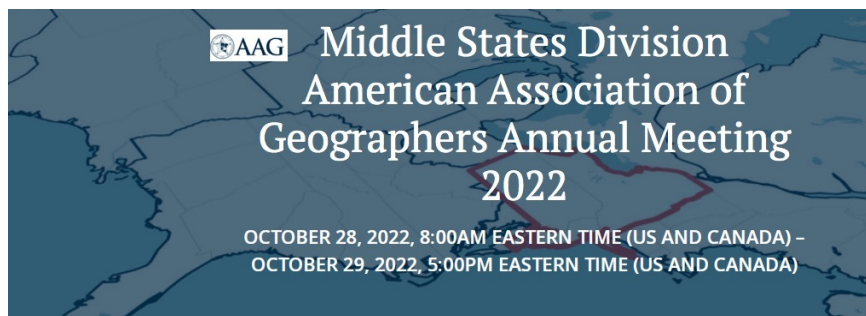 AAG Middle States Division
American Association of
Geographers Annual Meeting
2022
OCTOBER 28, 2022, 8:00AM EASTERN TIME (US AND CANADA) –
OCTOBER 29, 2022, 5:00PM EASTERN TIME (US AND CANADA)